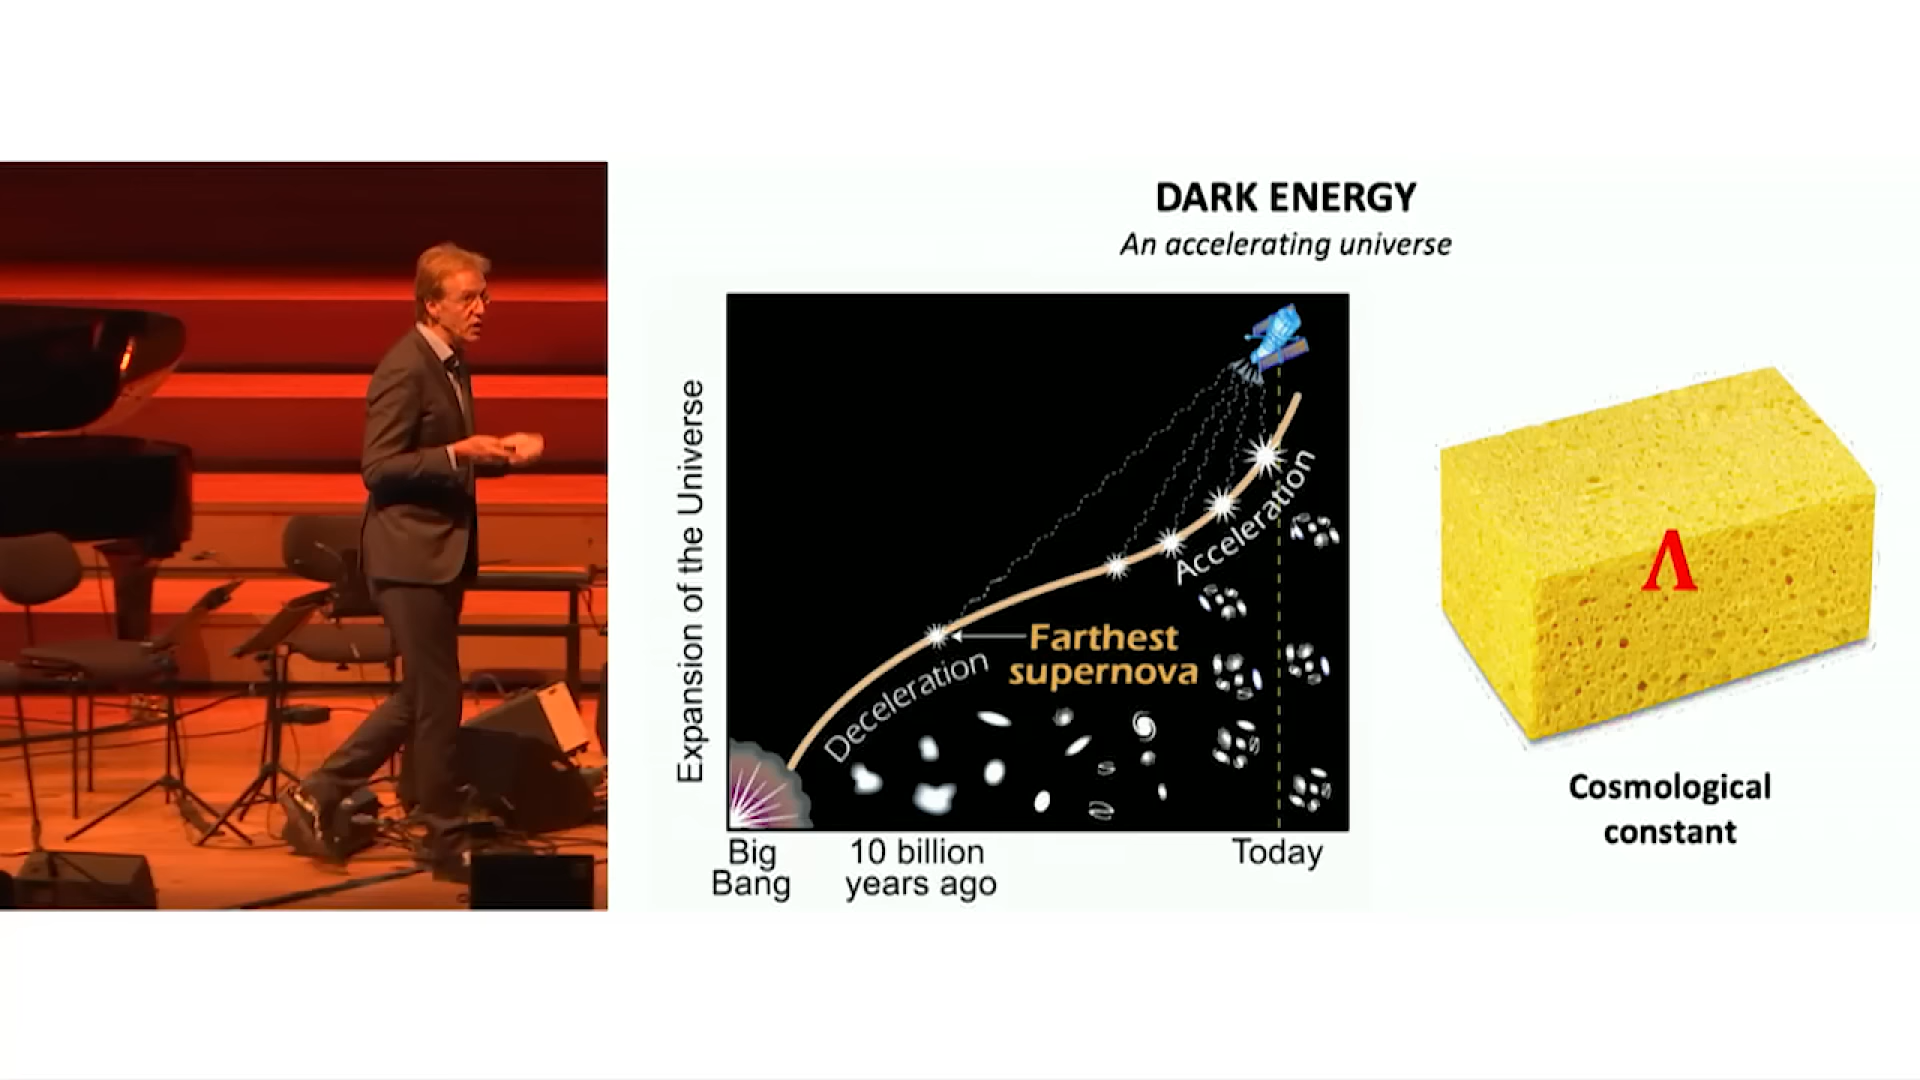 DARK ENERGY
An accelerating universe
Expansion of the Universe
Deceleration
Farthest
supernova
Acceleration
Big
Bang
10 billion
years ago
Today
Λ
Cosmological
constant